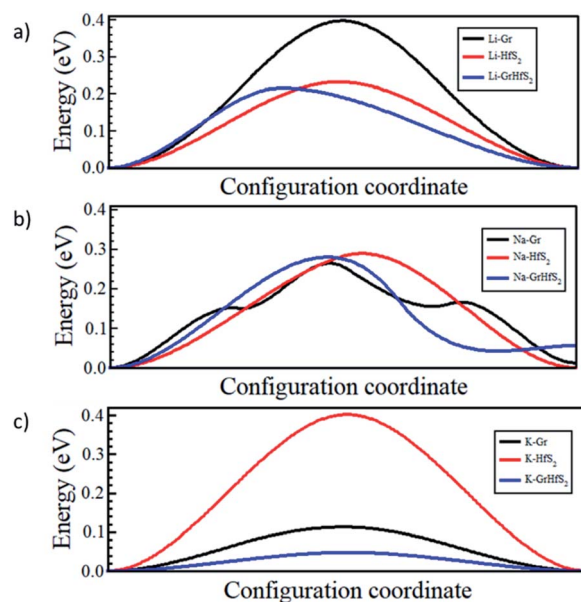 a)
Energy (eV)
0.4
0.3
0.2
0.1
0.0
Li-Gr
Li-HfS₂
Li-GrHfS₂
Configuration coordinate
b)
Energy (eV)
0.4
0.3
0.2
0.1
0.0
Na-Gr
Na-HfS₂
Na-GrHfS₂
Configuration coordinate
c)
Energy (eV)
0.4
0.3
0.2
0.1
0.0
K-Gr
K-HfS₂
K-GrHfS₂
Configuration coordinate